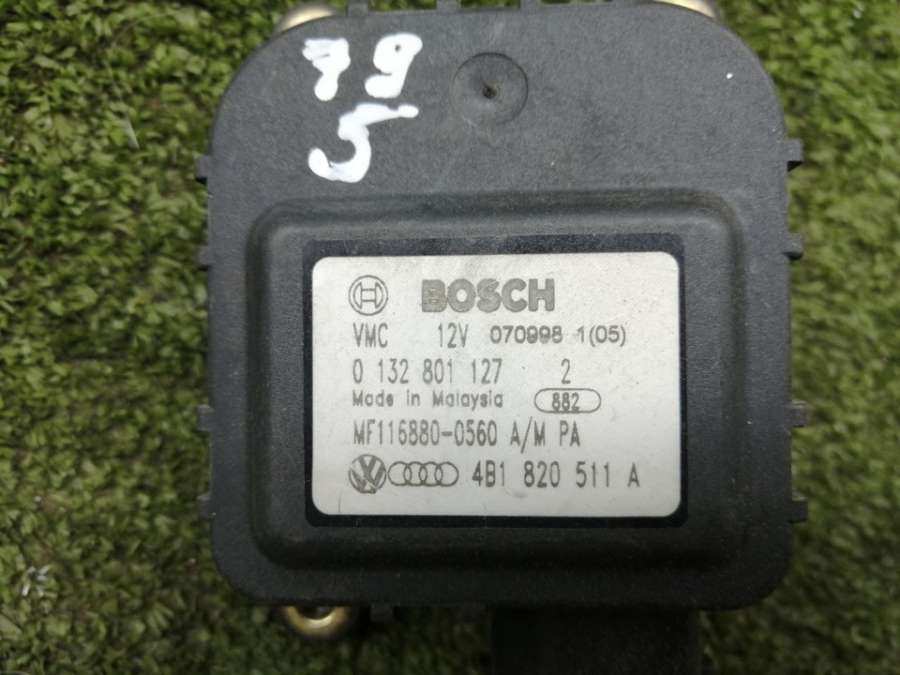 79
5
BOSCH
VMC 12V 070998 1(05)
0 132 801 127 2
Made in Malaysia 882
MF116880-0560 A/M PA
4B1 820 511 A